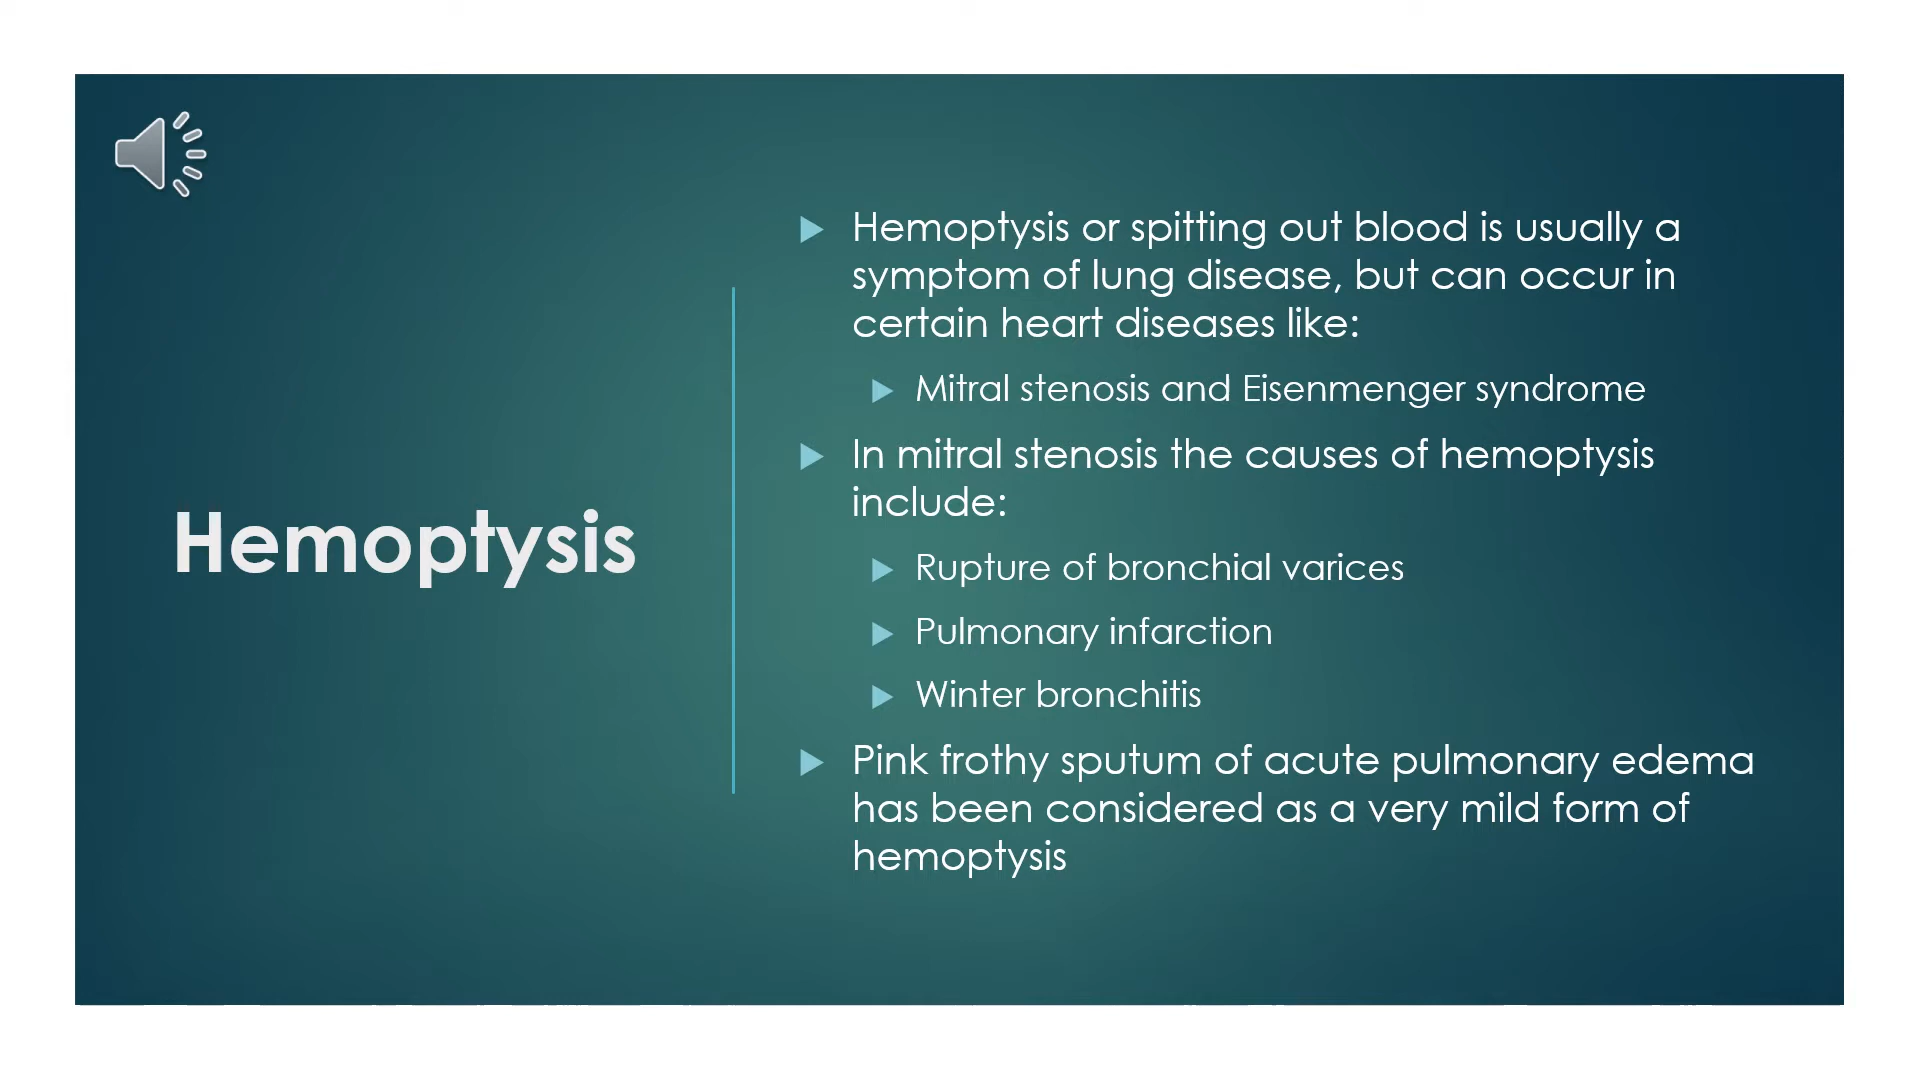 Hemoptysis
Hemoptysis or spitting out blood is usually a
symptom of lung disease, but can occur in
certain heart diseases like:
Mitral stenosis and Eisenmenger syndrome
In mitral stenosis the causes of hemoptysis
include:
Rupture of bronchial varices
Pulmonary infarction
Winter bronchitis
Pink frothy sputum of acute pulmonary edema
has been considered as a very mild form of
hemoptysis